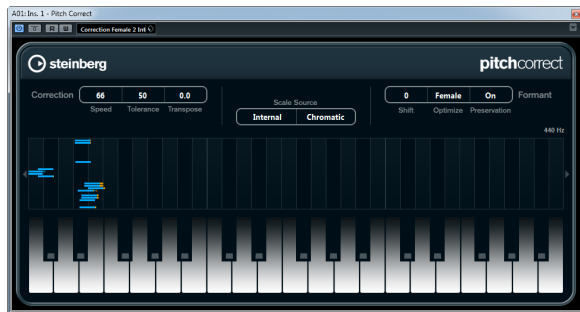 A01: Ins. 1 - Pitch Correct
R W Correction Female 2 Int
steinberg
pitchcorrect
Correction 66 50 0.0
Speed Tolerance Transpose
Scale Source
Internal Chromatic
0 Female On Formant
Shift Optimize Preservation
440 Hz